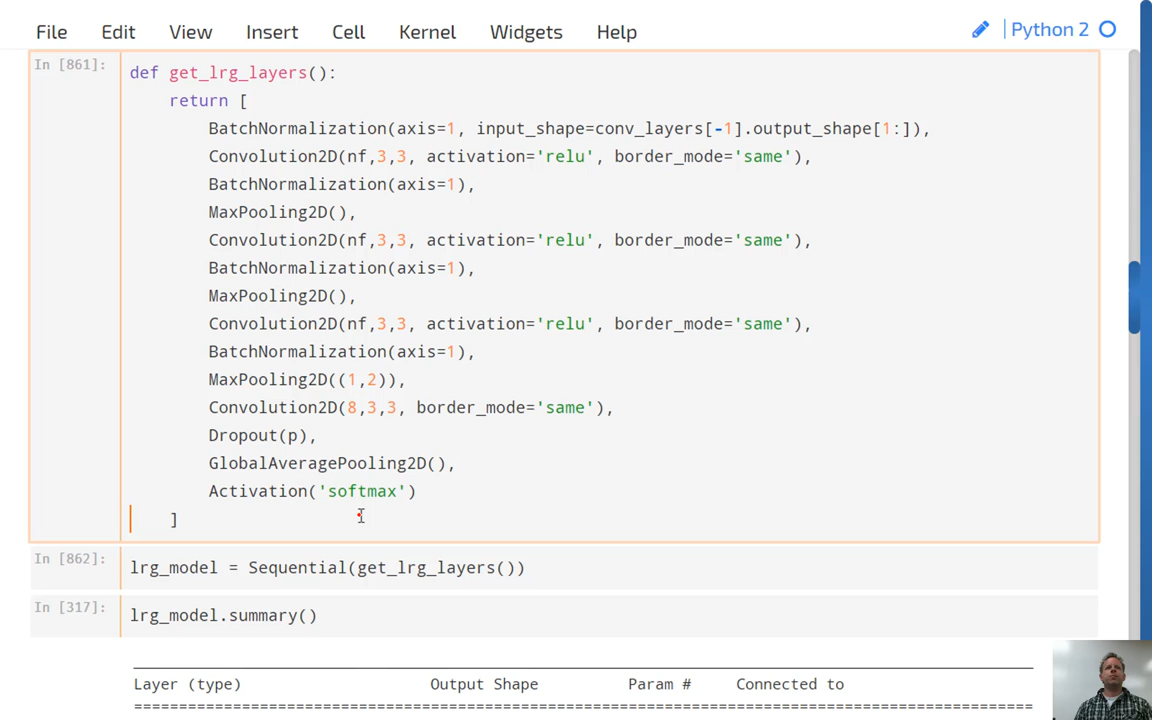 File Edit View Insert Cell Kernel Widgets Help Python 2
In [861]:
def get_lrg_layers():
    return [
        BatchNormalization(axis=1, input_shape=conv_layers[-1].output_shape[1:]),
        Convolution2D(nf,3,3, activation='relu', border_mode='same'),
        BatchNormalization(axis=1),
        MaxPooling2D(),
        Convolution2D(nf,3,3, activation='relu', border_mode='same'),
        BatchNormalization(axis=1),
        MaxPooling2D(),
        Convolution2D(nf,3,3, activation='relu', border_mode='same'),
        BatchNormalization(axis=1),
        MaxPooling2D((1,2)),
        Convolution2D(8,3,3, border_mode='same'),
        Dropout(p),
        GlobalAveragePooling2D(),
        Activation('softmax')
    ]
In [862]:
lrg_model = Sequential(get_lrg_layers())
In [317]:
lrg_model.summary()
Layer (type) Output Shape Param # Connected to